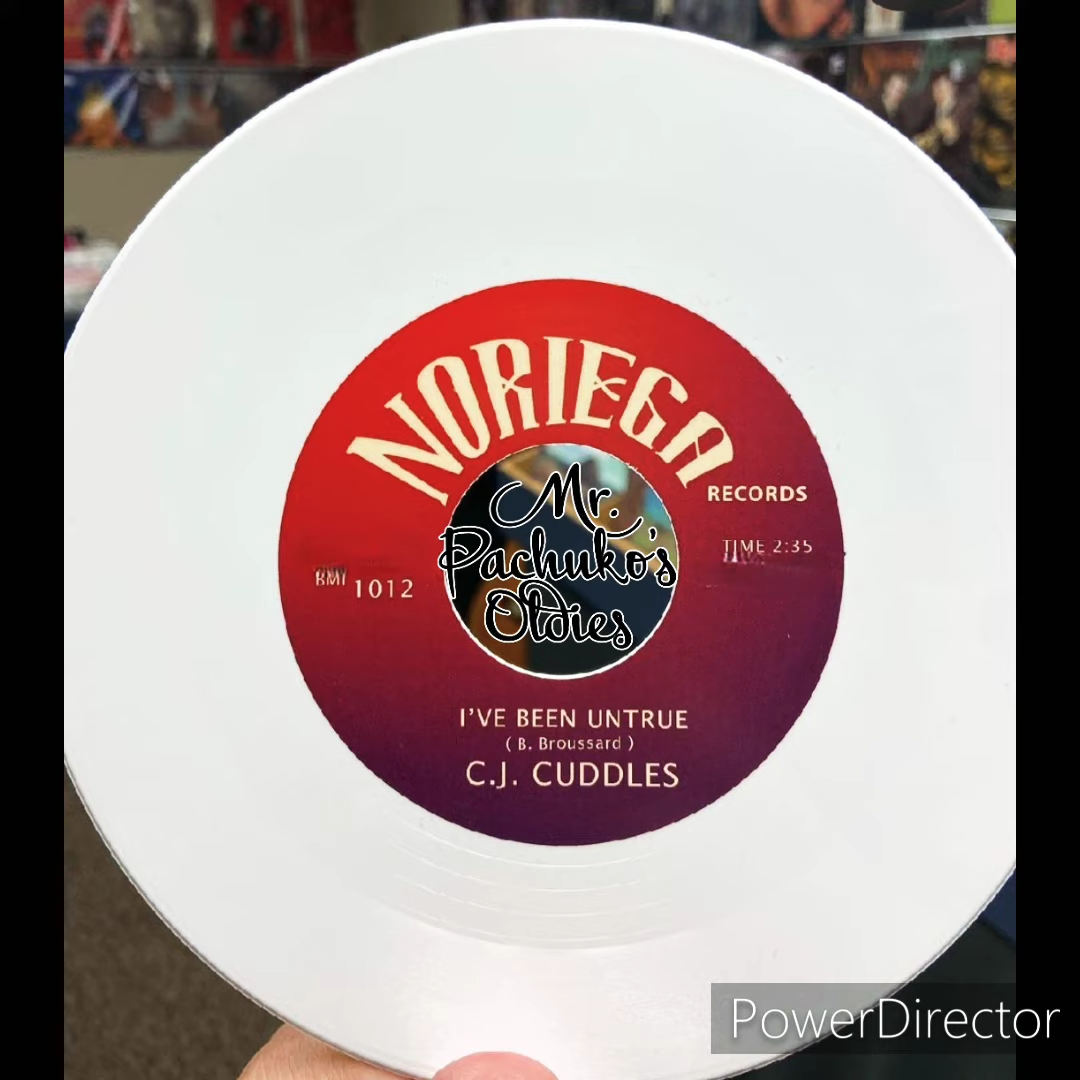 NORIEGA
RECORDS
TIME 2:35
BMI 1012
Mr.
Pachuko's
Oldies
I'VE BEEN UNTRUE
( B. Broussard )
C.J. CUDDLES
PowerDirector